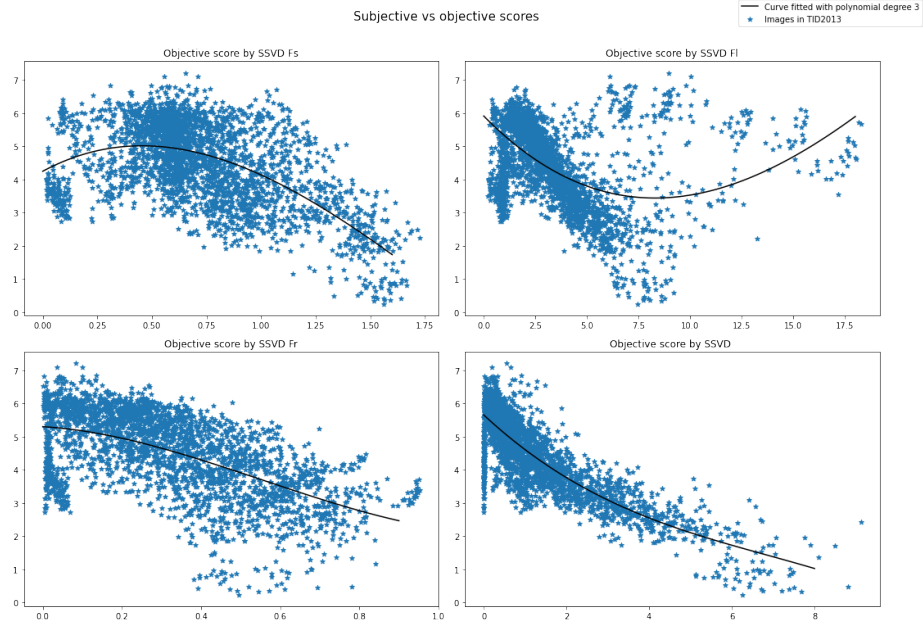 Subjective vs objective scores
Curve fitted with polynomial degree 3
Images in TID2013
Objective score by SSVD Fs
7
6
5
4
3
2
1
0
0.00 0.25 0.50 0.75 1.00 1.25 1.50 1.75
Objective score by SSVD Fl
7
6
5
4
3
2
1
0
0.0 2.5 5.0 7.5 10.0 12.5 15.0 17.5
Objective score by SSVD Fr
7
6
5
4
3
2
1
0
0.0 0.2 0.4 0.6 0.8 1.0
Objective score by SSVD
7
6
5
4
3
2
1
0
0 2 4 6 8